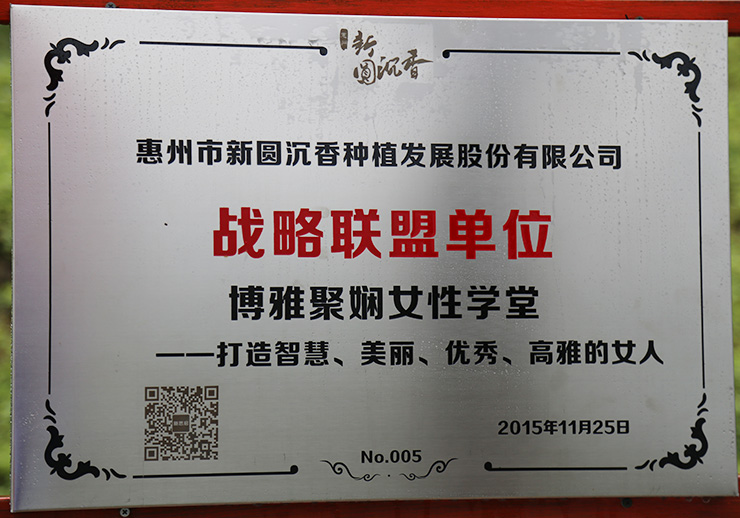 新
圆沉香
惠州市新圆沉香种植发展股份有限公司
战略联盟单位
博雅聚娴女性学堂
——打造智慧、美丽、优秀、高雅的女人
2015年11月25日
No.005